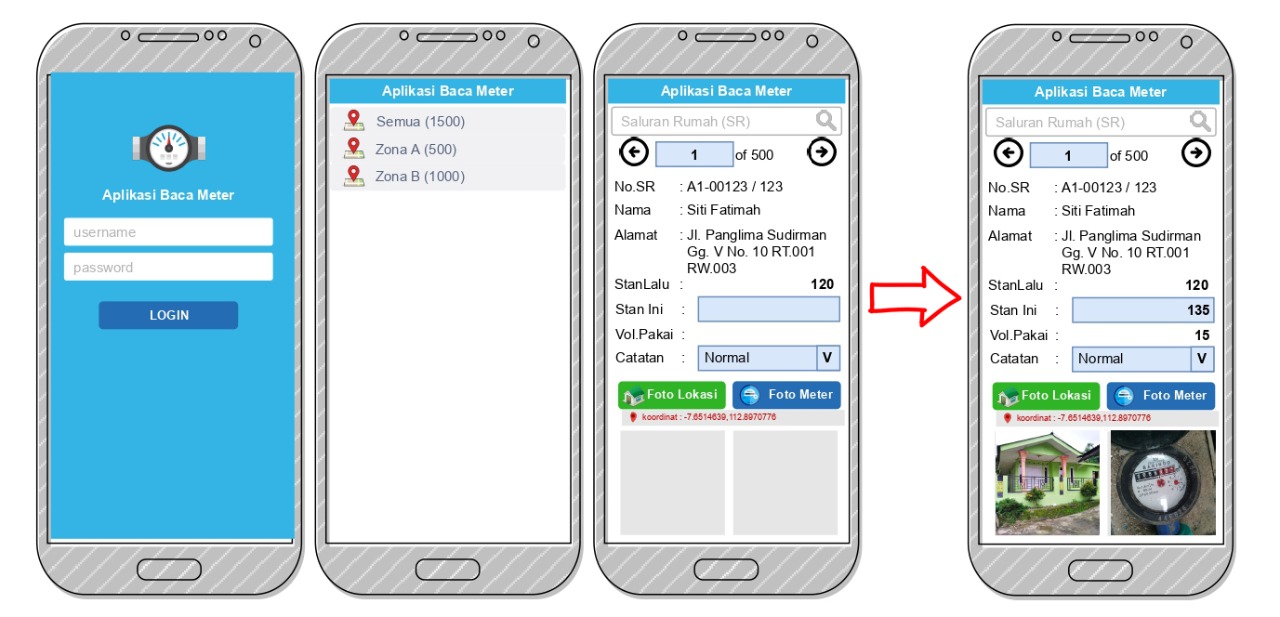 Aplikasi Baca Meter
username
password
LOGIN
Aplikasi Baca Meter
Semua (1500)
Zona A (500)
Zona B (1000)
Aplikasi Baca Meter
Saluran Rumah (SR)
1 of 500
No.SR : A1-00123 / 123
Nama : Siti Fatimah
Alamat : Jl. Panglima Sudirman
Gg. V No. 10 RT.001
RW.003
StanLalu : 120
Stan Ini :
Vol.Pakai :
Catatan : Normal V
Foto Lokasi Foto Meter
koordinat : -7.6514639,112.8970776
Aplikasi Baca Meter
Saluran Rumah (SR)
1 of 500
No.SR : A1-00123 / 123
Nama : Siti Fatimah
Alamat : Jl. Panglima Sudirman
Gg. V No. 10 RT.001
RW.003
StanLalu : 120
Stan Ini : 135
Vol.Pakai : 15
Catatan : Normal V
Foto Lokasi Foto Meter
koordinat : -7.6514639,112.8970776